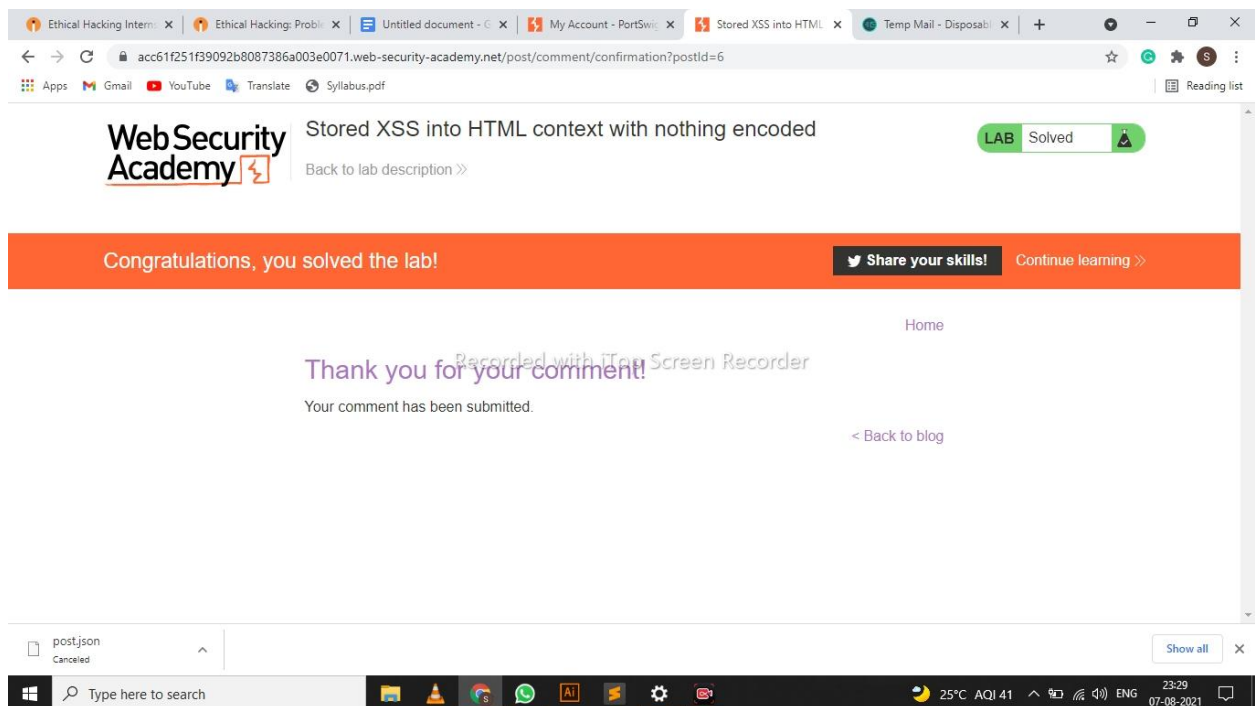 Ethical Hacking Intern
Ethical Hacking: Probl
Untitled document - G
My Account - PortSwig
Stored XSS into HTML
Temp Mail - Disposabl
acc61f251f39092b8087386a003e0071.web-security-academy.net/post/comment/confirmation?postId=6
S
Apps
Gmail
YouTube
Translate
Syllabus.pdf
Reading list
Web Security
Academy
Stored XSS into HTML context with nothing encoded
Back to lab description
LAB Solved
Congratulations, you solved the lab!
Share your skills!
Continue learning
Home
Recorded with iTop Screen Recorder
Thank you for your comment!
Your comment has been submitted.
< Back to blog
post.json
Canceled
Show all
Type here to search
Ai
25°C AQI 41
ENG
23:29
07-08-2021